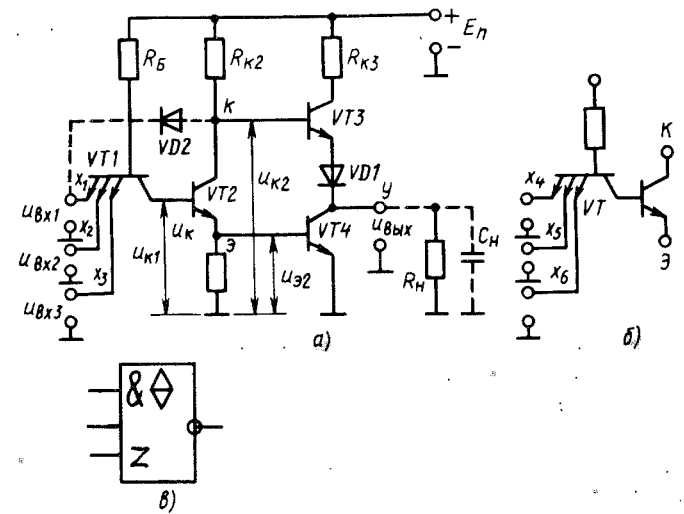 +
Eп
−
RБ
Rк2
Rк3
К
VT3
VD2
VT1
x1
uвх1
x2
uвх2
x3
uвх3
uк1
uк
VT2
Э
uк2
uэ2
VD1
VT4
У
uвых
Rн
Cн
а)
К
x4
VT
x5
x6
Э
б)
&
Z
в)